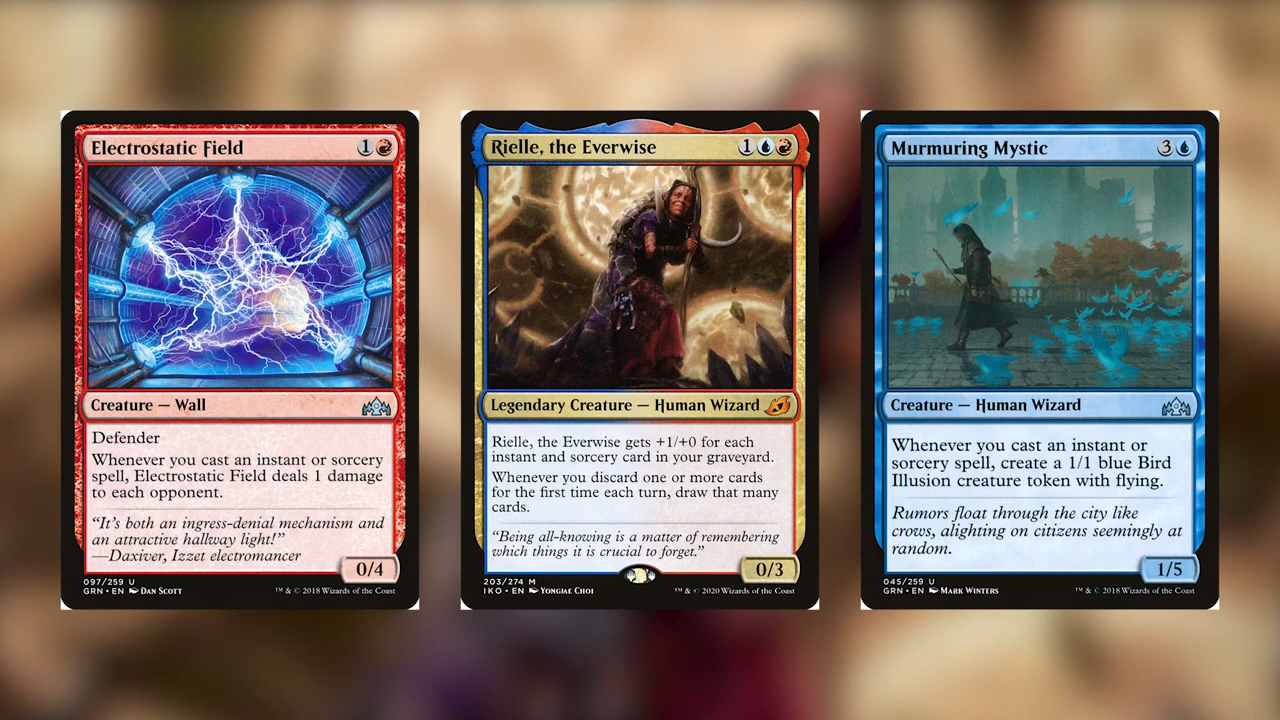 Electrostatic Field 1
Creature — Wall
Defender
Whenever you cast an instant or sorcery
spell, Electrostatic Field deals 1 damage
to each opponent.
“It’s both an ingress-denial mechanism and
an attractive hallway light!”
—Daxiver, Izzet electromancer
0/4
097/259 U
GRN • EN Dan Scott ™ & © 2018 Wizards of the Coast
Rielle, the Everwise 1
Legendary Creature — Human Wizard
Rielle, the Everwise gets +1/+0 for each
instant and sorcery card in your graveyard.
Whenever you discard one or more cards
for the first time each turn, draw that many
cards.
“Being all-knowing is a matter of remembering
which things it is crucial to forget.”
0/3
203/274 M
IKO • EN Yongjae Choi ™ & © 2020 Wizards of the Coast
Murmuring Mystic 3
Creature — Human Wizard
Whenever you cast an instant or
sorcery spell, create a 1/1 blue Bird
Illusion creature token with flying.
Rumors float through the city like
crows, alighting on citizens seemingly at
random.
1/5
045/259 U
GRN • EN Mark Winters ™ & © 2018 Wizards of the Coast